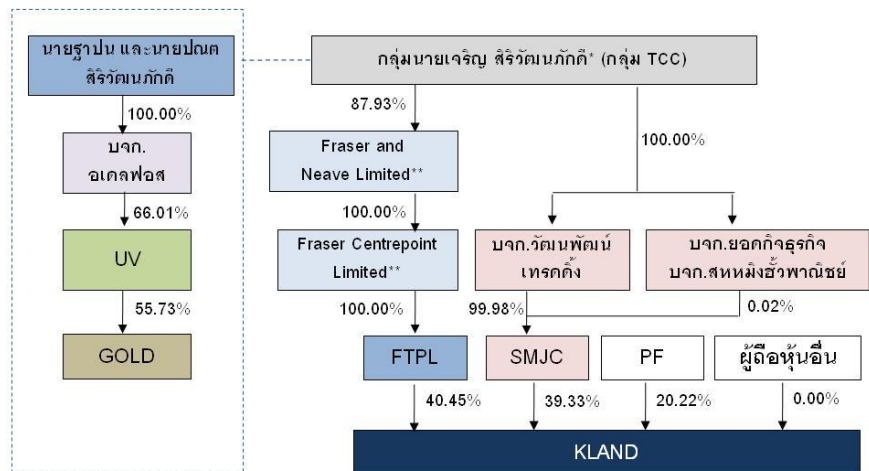 นายฐาปน และนายปณต
สิริวัฒนภักดี
กลุ่มนายเจริญ สิริวัฒนภักดี* (กลุ่ม TCC)
100.00%
87.93%
บจก.
อเดลฟอส
Fraser and
Neave Limited**
100.00%
66.01%
100.00%
UV
Fraser Centrepoint
Limited**
บจก.วัฒนพัฒน์
เทรดดิ้ง
บจก.ยอดกิจธุรกิจ
บจก.สหหมิงฮั้วพาณิชย์
55.73%
100.00%
99.98%
0.02%
GOLD
FTPL
SMJC
PF
ผู้ถือหุ้นอื่น
40.45%
39.33%
20.22%
0.00%
KLAND